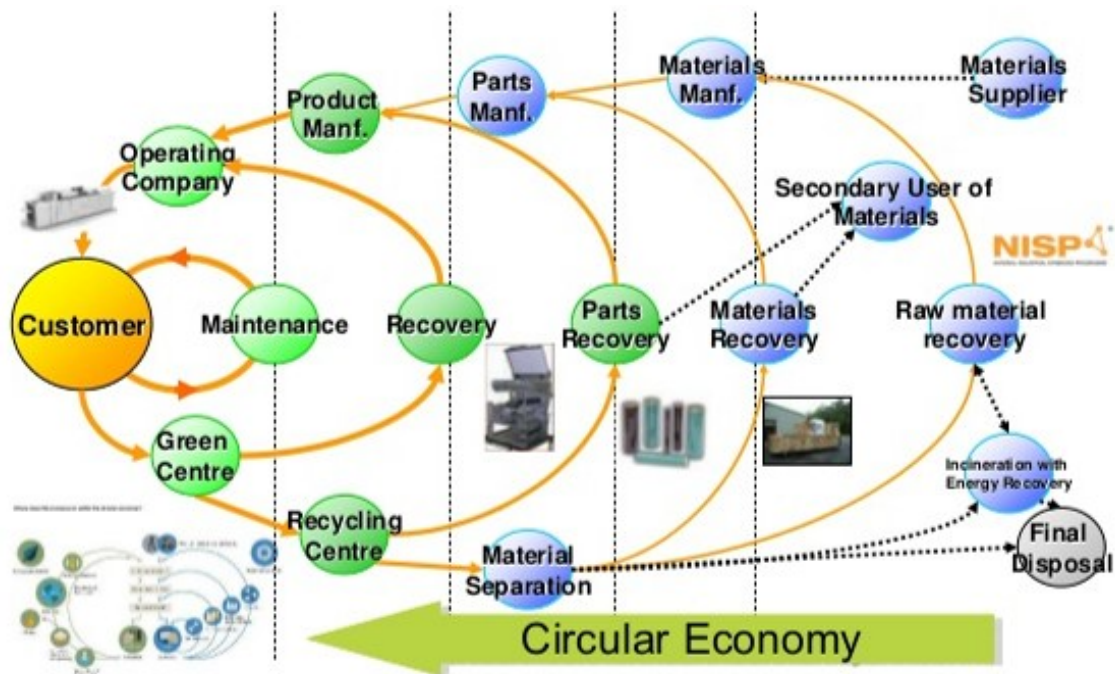 Materials
Supplier
Materials
Manf.
Parts
Manf.
Product
Manf.
Operating
Company
Secondary User of
Materials
NISP
Customer
Maintenance
Recovery
Parts
Recovery
Materials
Recovery
Raw material
recovery
Green
Centre
Incineration with
Energy Recovery
Recycling
Centre
Material
Separation
Final
Disposal
Circular Economy